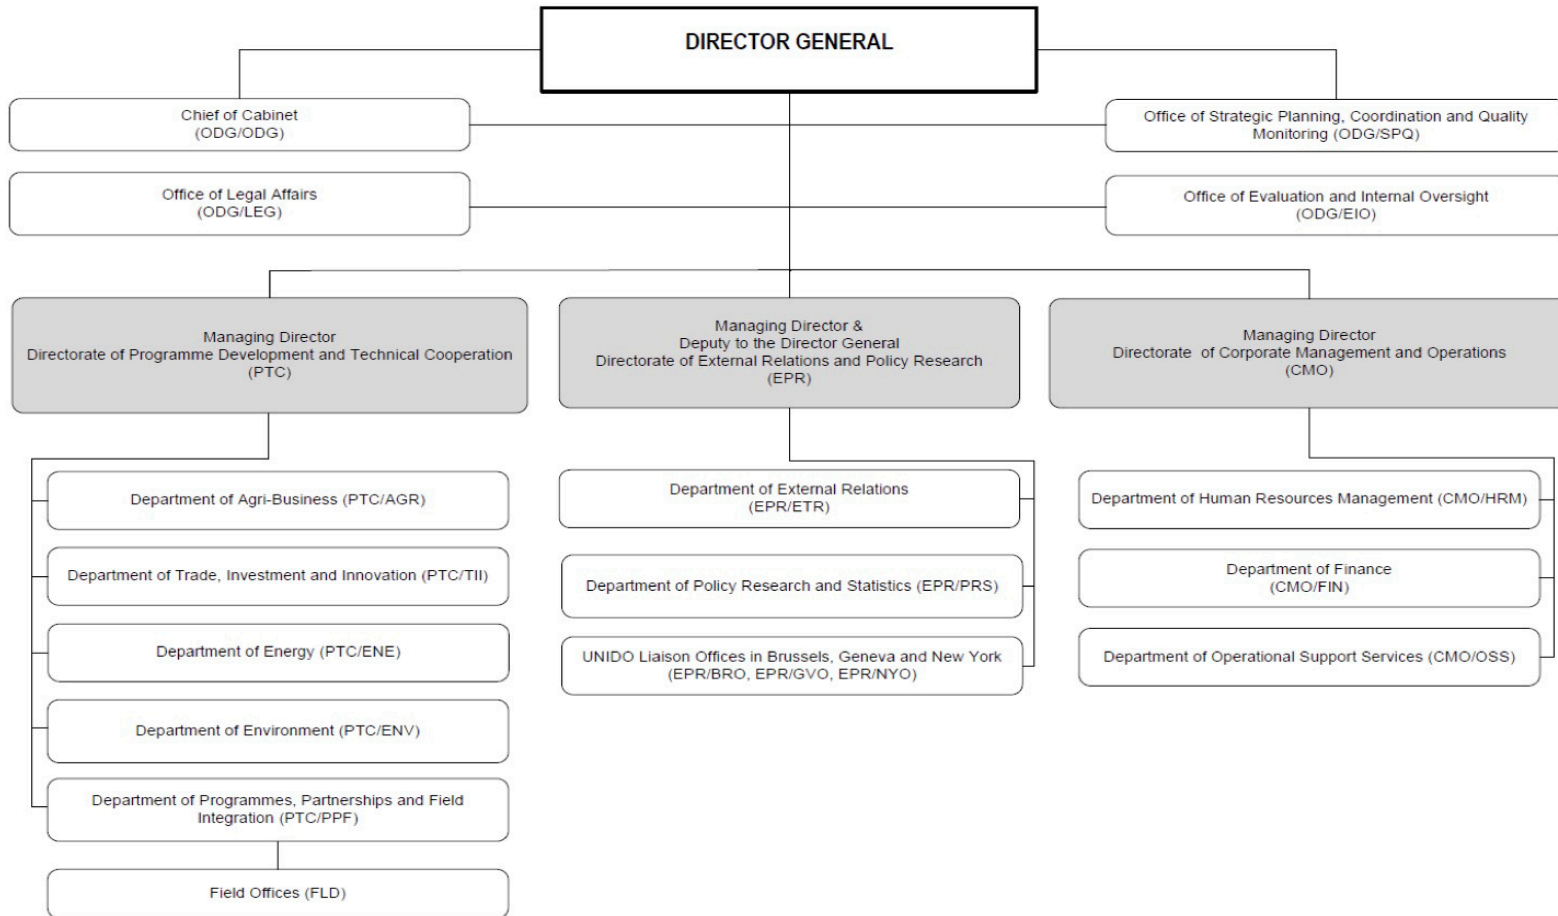 DIRECTOR GENERAL
Chief of Cabinet
(ODG/ODG)
Office of Strategic Planning, Coordination and Quality
Monitoring (ODG/SPQ)
Office of Legal Affairs
(ODG/LEG)
Office of Evaluation and Internal Oversight
(ODG/EIO)
Managing Director
Directorate of Programme Development and Technical Cooperation
(PTC)
Managing Director &
Deputy to the Director General
Directorate of External Relations and Policy Research
(EPR)
Managing Director
Directorate of Corporate Management and Operations
(CMO)
Department of Agri-Business (PTC/AGR)
Department of Trade, Investment and Innovation (PTC/TII)
Department of Energy (PTC/ENE)
Department of Environment (PTC/ENV)
Department of Programmes, Partnerships and Field
Integration (PTC/PPF)
Field Offices (FLD)
Department of External Relations
(EPR/ETR)
Department of Policy Research and Statistics (EPR/PRS)
UNIDO Liaison Offices in Brussels, Geneva and New York
(EPR/BRO, EPR/GVO, EPR/NYO)
Department of Human Resources Management (CMO/HRM)
Department of Finance
(CMO/FIN)
Department of Operational Support Services (CMO/OSS)